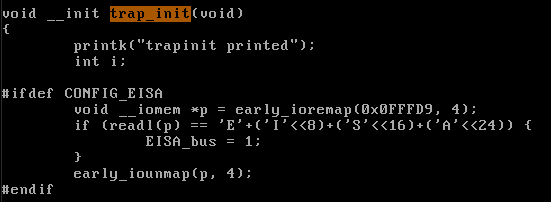 void __init trap_init(void)
{
        printk("trapinit printed");
        int i;

#ifdef CONFIG_EISA
        void __iomem *p = early_ioremap(0x0FFFD9, 4);
        if (readl(p) == 'E'+('I'<<8)+('S'<<16)+('A'<<24)) {
                EISA_bus = 1;
        }
        early_iounmap(p, 4);
#endif